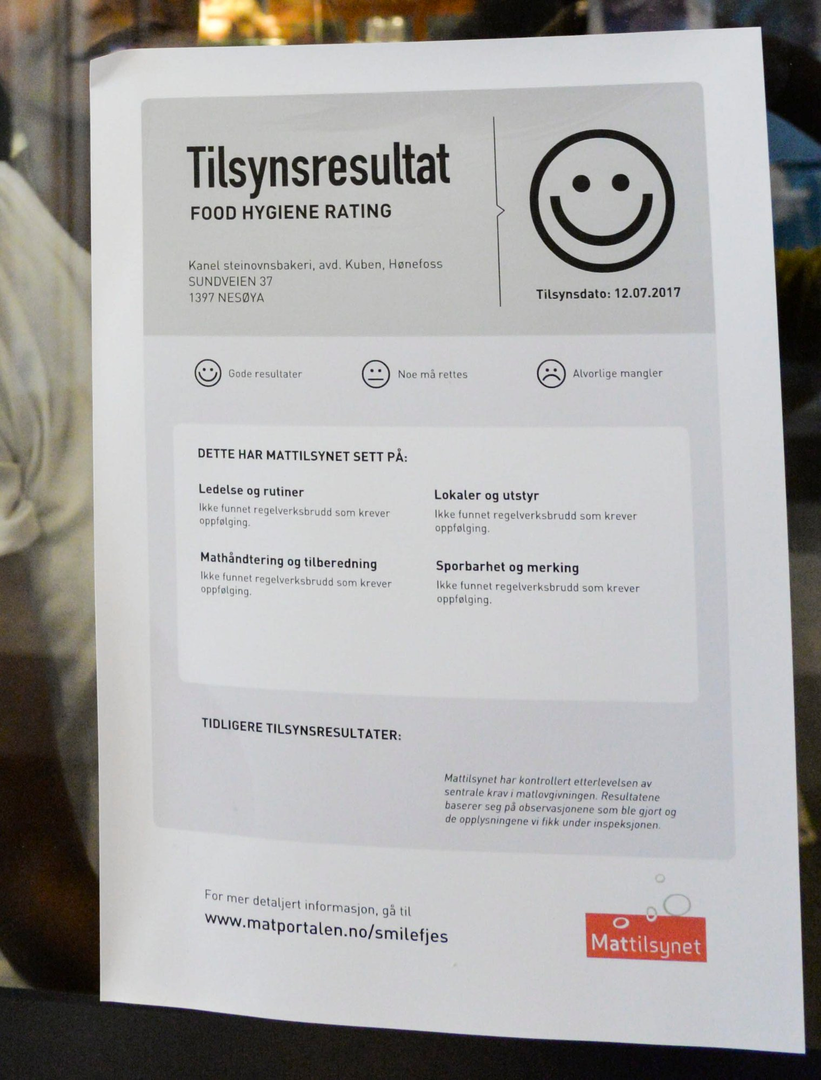 Tilsynsresultat
FOOD HYGIENE RATING
Kanel steinovnsbakeri, avd. Kuben, Hønefoss
SUNDVEIEN 37
1397 NESØYA
Tilsynsdato: 12.07.2017
Gode resultater
Noe må rettes
Alvorlige mangler
DETTE HAR MATTILSYNET SETT PÅ:
Ledelse og rutiner
Ikke funnet regelverksbrudd som krever
oppfølging.
Lokaler og utstyr
Ikke funnet regelverksbrudd som krever
oppfølging.
Mathåndtering og tilberedning
Ikke funnet regelverksbrudd som krever
oppfølging.
Sporbarhet og merking
Ikke funnet regelverksbrudd som krever
oppfølging.
TIDLIGERE TILSYNSRESULTATER:
Mattilsynet har kontrollert etterlevelsen av
sentrale krav i matlovgivningen. Resultatene
baserer seg på observasjonene som ble gjort og
de opplysningene vi fikk under inspeksjonen.
For mer detaljert informasjon, gå til
www.matportalen.no/smilefjes
Mattilsynet